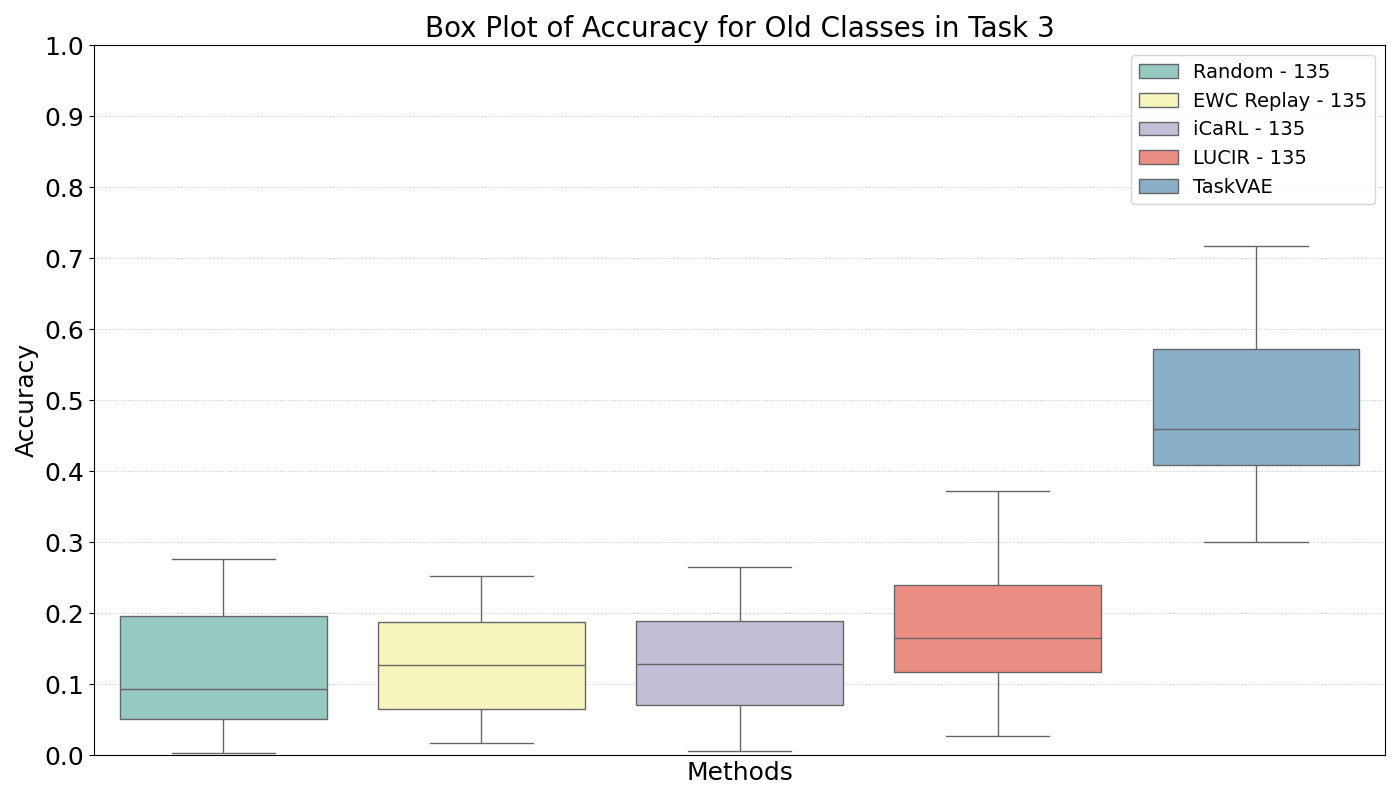 Box Plot of Accuracy for Old Classes in Task 3
1.0
0.9
0.8
0.7
0.6
0.5
0.4
0.3
0.2
0.1
0.0
Accuracy
Methods
Random - 135
EWC Replay - 135
iCaRL - 135
LUCIR - 135
TaskVAE